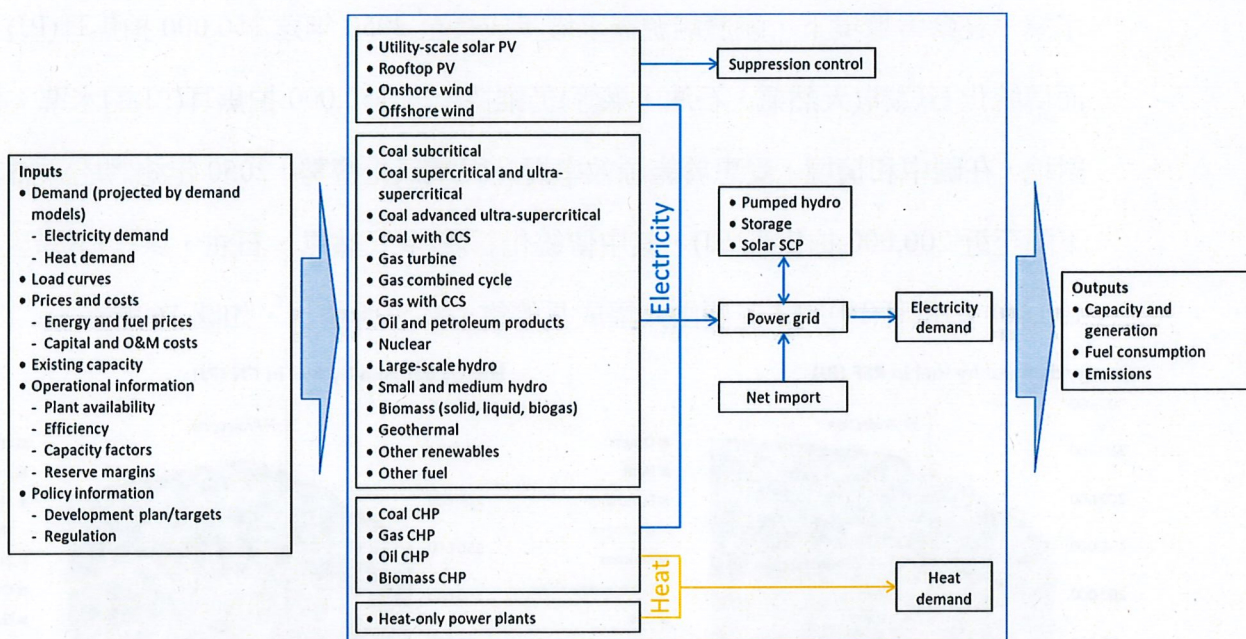 Inputs
• Demand (projected by demand
models)
- Electricity demand
- Heat demand
• Load curves
• Prices and costs
- Energy and fuel prices
- Capital and O&M costs
• Existing capacity
• Operational information
- Plant availability
- Efficiency
- Capacity factors
- Reserve margins
• Policy information
- Development plan/targets
- Regulation
• Utility-scale solar PV
• Rooftop PV
• Onshore wind
• Offshore wind
• Coal subcritical
• Coal supercritical and ultra-
supercritical
• Coal advanced ultra-supercritical
• Coal with CCS
• Gas turbine
• Gas combined cycle
• Gas with CCS
• Oil and petroleum products
• Nuclear
• Large-scale hydro
• Small and medium hydro
• Biomass (solid, liquid, biogas)
• Geothermal
• Other renewables
• Other fuel
• Coal CHP
• Gas CHP
• Oil CHP
• Biomass CHP
• Heat-only power plants
Electricity
Heat
Suppression control
• Pumped hydro
• Storage
• Solar SCP
Power grid
Net import
Electricity
demand
Heat
demand
Outputs
• Capacity and
generation
• Fuel consumption
• Emissions